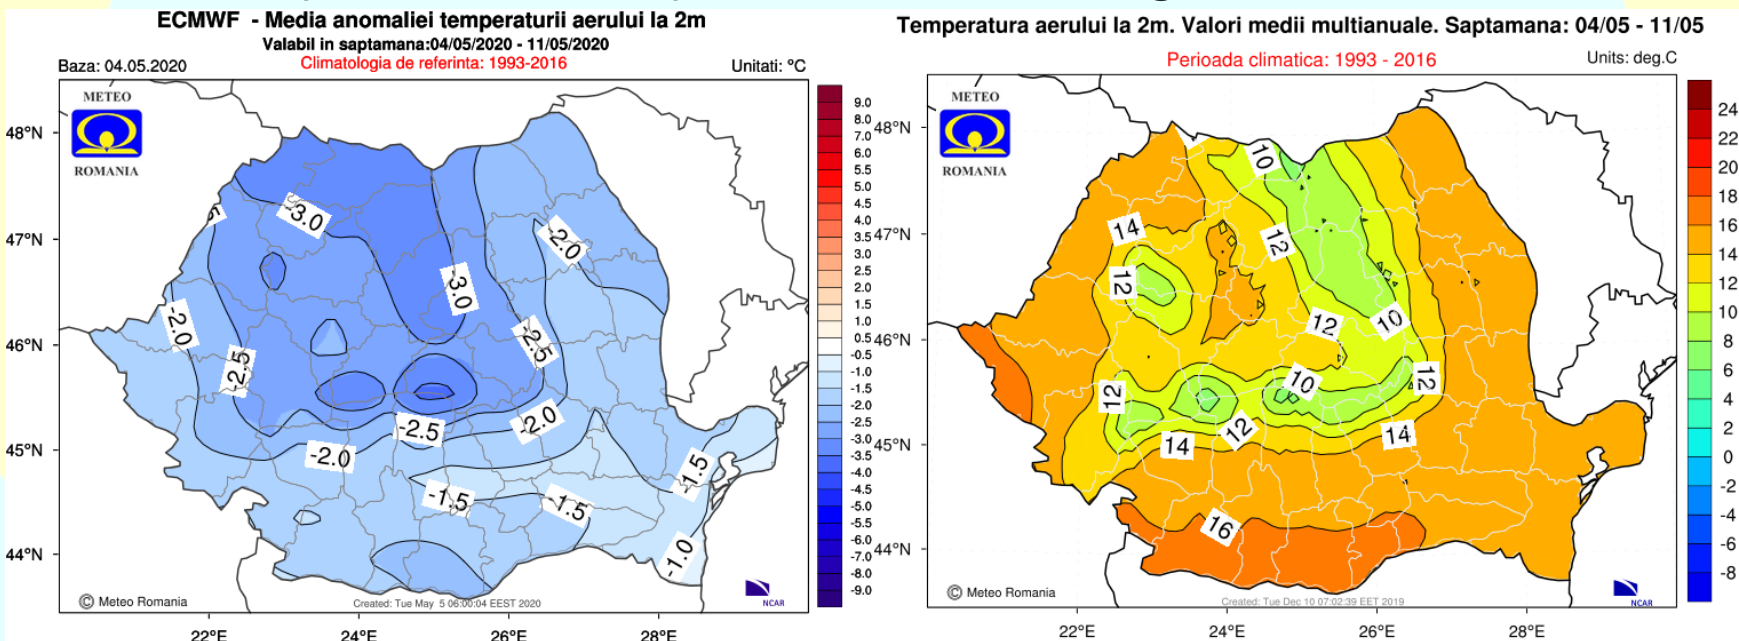 ECMWF - Media anomaliei temperaturii aerului la 2m
Valabil in saptamana:04/05/2020 - 11/05/2020
Baza: 04.05.2020
Climatologia de referinta: 1993-2016
Unitati: °C
METEO
ROMANIA
48°N
47°N
46°N
45°N
44°N
-3.0
-2.0
-3.0
-2.0
-2.5
-2.5
-2.5
-2.0
-2.0
-1.5
-1.5
-1.5
-1.0
9.0
8.0
7.0
6.0
5.5
5.0
4.5
4.0
3.5
3.0
2.5
2.0
1.5
1.0
0.5
-0.5
-1.0
-1.5
-2.0
-2.5
-3.0
-3.5
-4.0
-4.5
-5.0
-5.5
-6.0
-7.0
-8.0
-9.0
© Meteo Romania
Created: Tue May 5 06:00:04 EEST 2020
NCAR
22°E
24°E
26°E
28°E
Temperatura aerului la 2m. Valori medii multianuale. Saptamana: 04/05 - 11/05
Perioada climatica: 1993 - 2016
Units: deg.C
METEO
ROMANIA
48°N
47°N
46°N
45°N
44°N
10
14
12
12
12
10
10
12
12
12
14
14
16
24
22
20
18
16
14
12
10
8
6
4
2
0
-2
-4
-6
-8
© Meteo Romania
Created: Tue Dec 10 07:02:39 EET 2019
NCAR
22°E
24°E
26°E
28°E